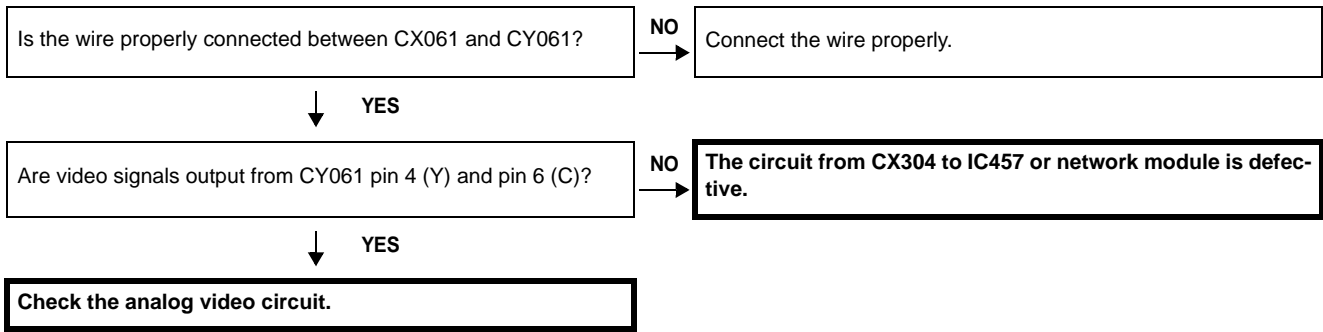 Is the wire properly connected between CX061 and CY061?
NO
Connect the wire properly.
YES
Are video signals output from CY061 pin 4 (Y) and pin 6 (C)?
NO
The circuit from CX304 to IC457 or network module is defec-
tive.
YES
Check the analog video circuit.